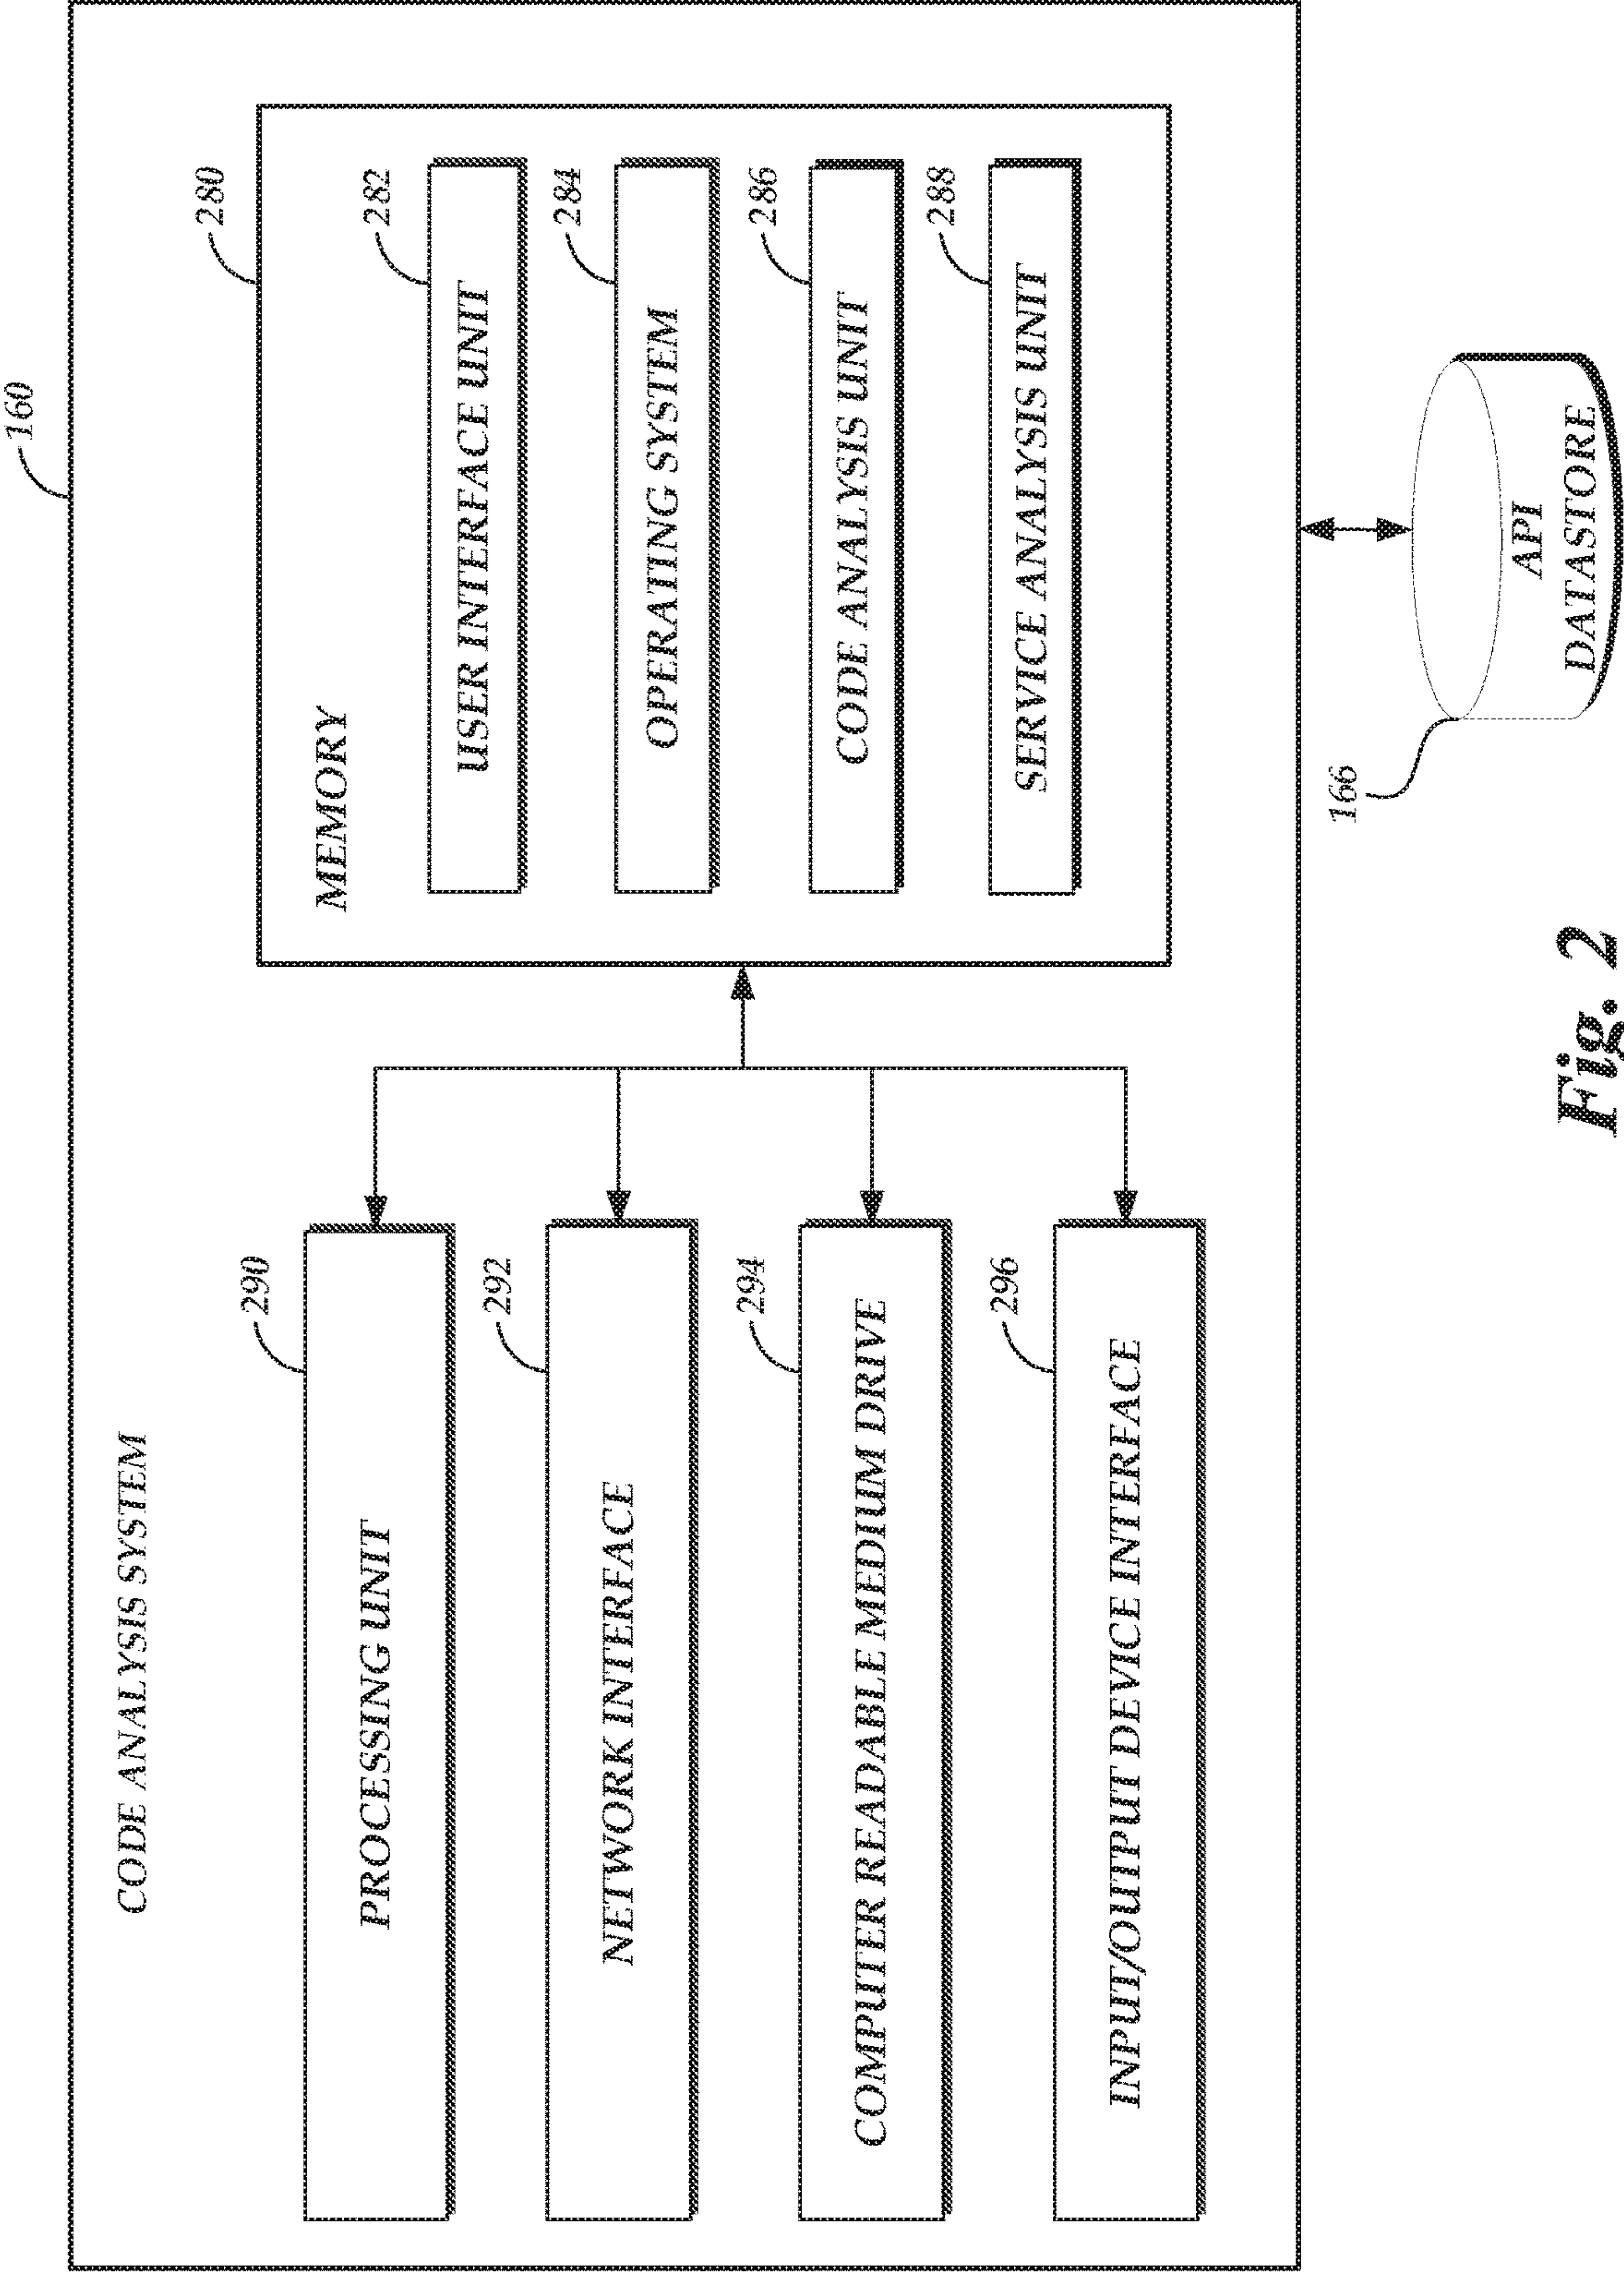 160
CODE ANALYSIS SYSTEM
280
MEMORY
290
PROCESSING UNIT
282
USER INTERFACE UNIT
292
NETWORK INTERFACE
284
OPERATING SYSTEM
294
COMPUTER READABLE MEDIUM DRIVE
286
CODE ANALYSIS UNIT
296
INPUT/OUTPUT DEVICE INTERFACE
288
SERVICE ANALYSIS UNIT
166
API
DATASTORE
Fig. 2